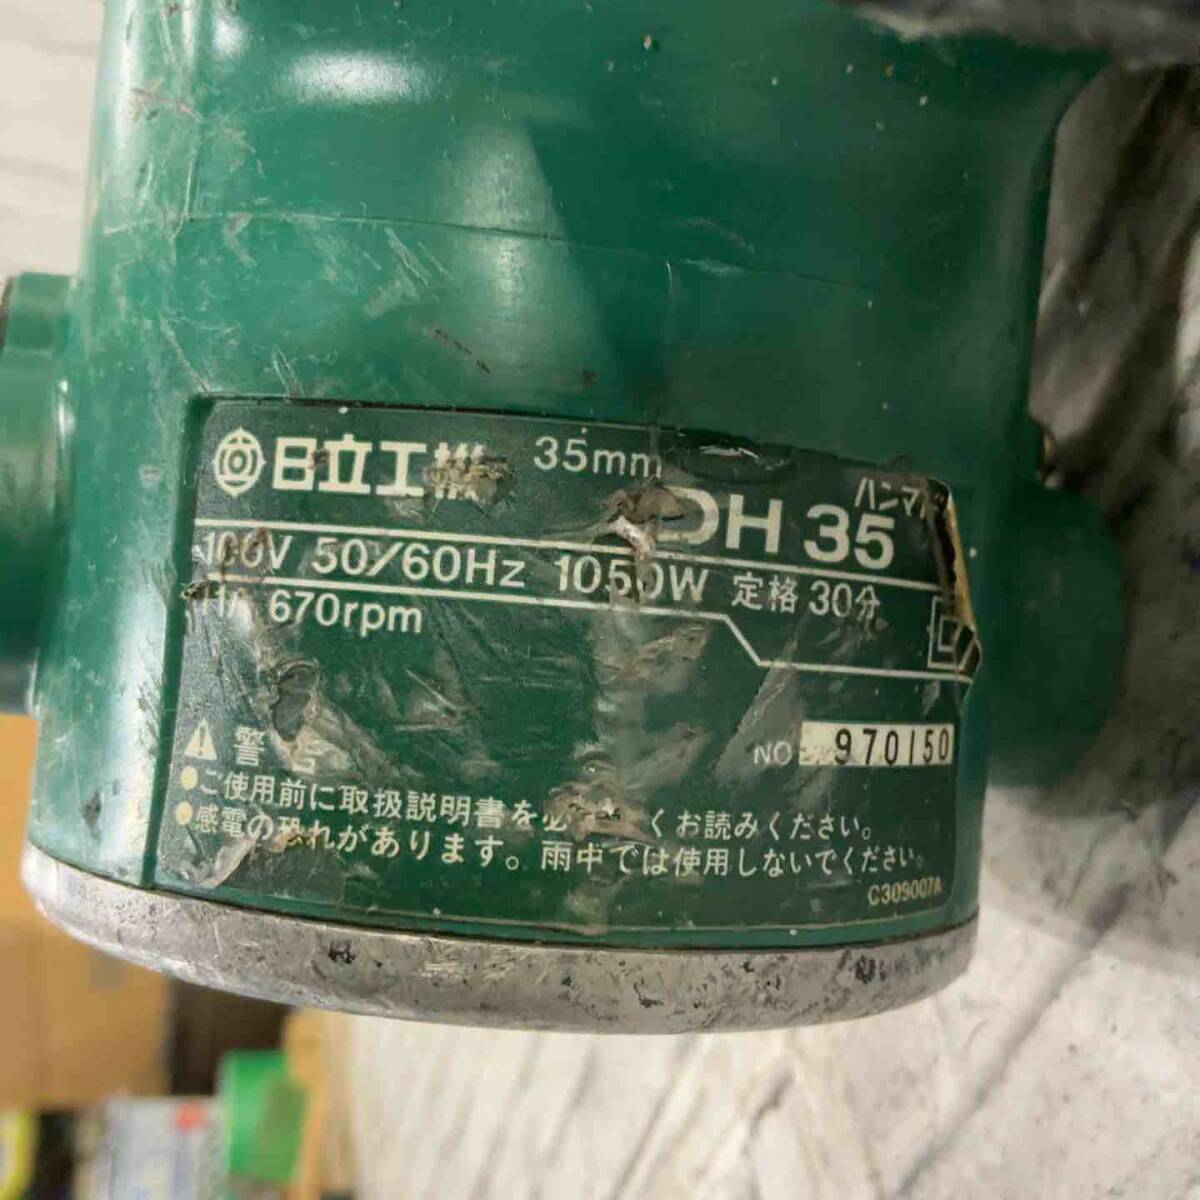 日立工機 35mm DH 35 ハンマ
100V 50/60Hz 1050W 定格 30分
670rpm
NO 970150
警告
ご使用前に取扱説明書を くお読みください。
感電の恐れがあります。雨中では使用しないでください。
C309007A